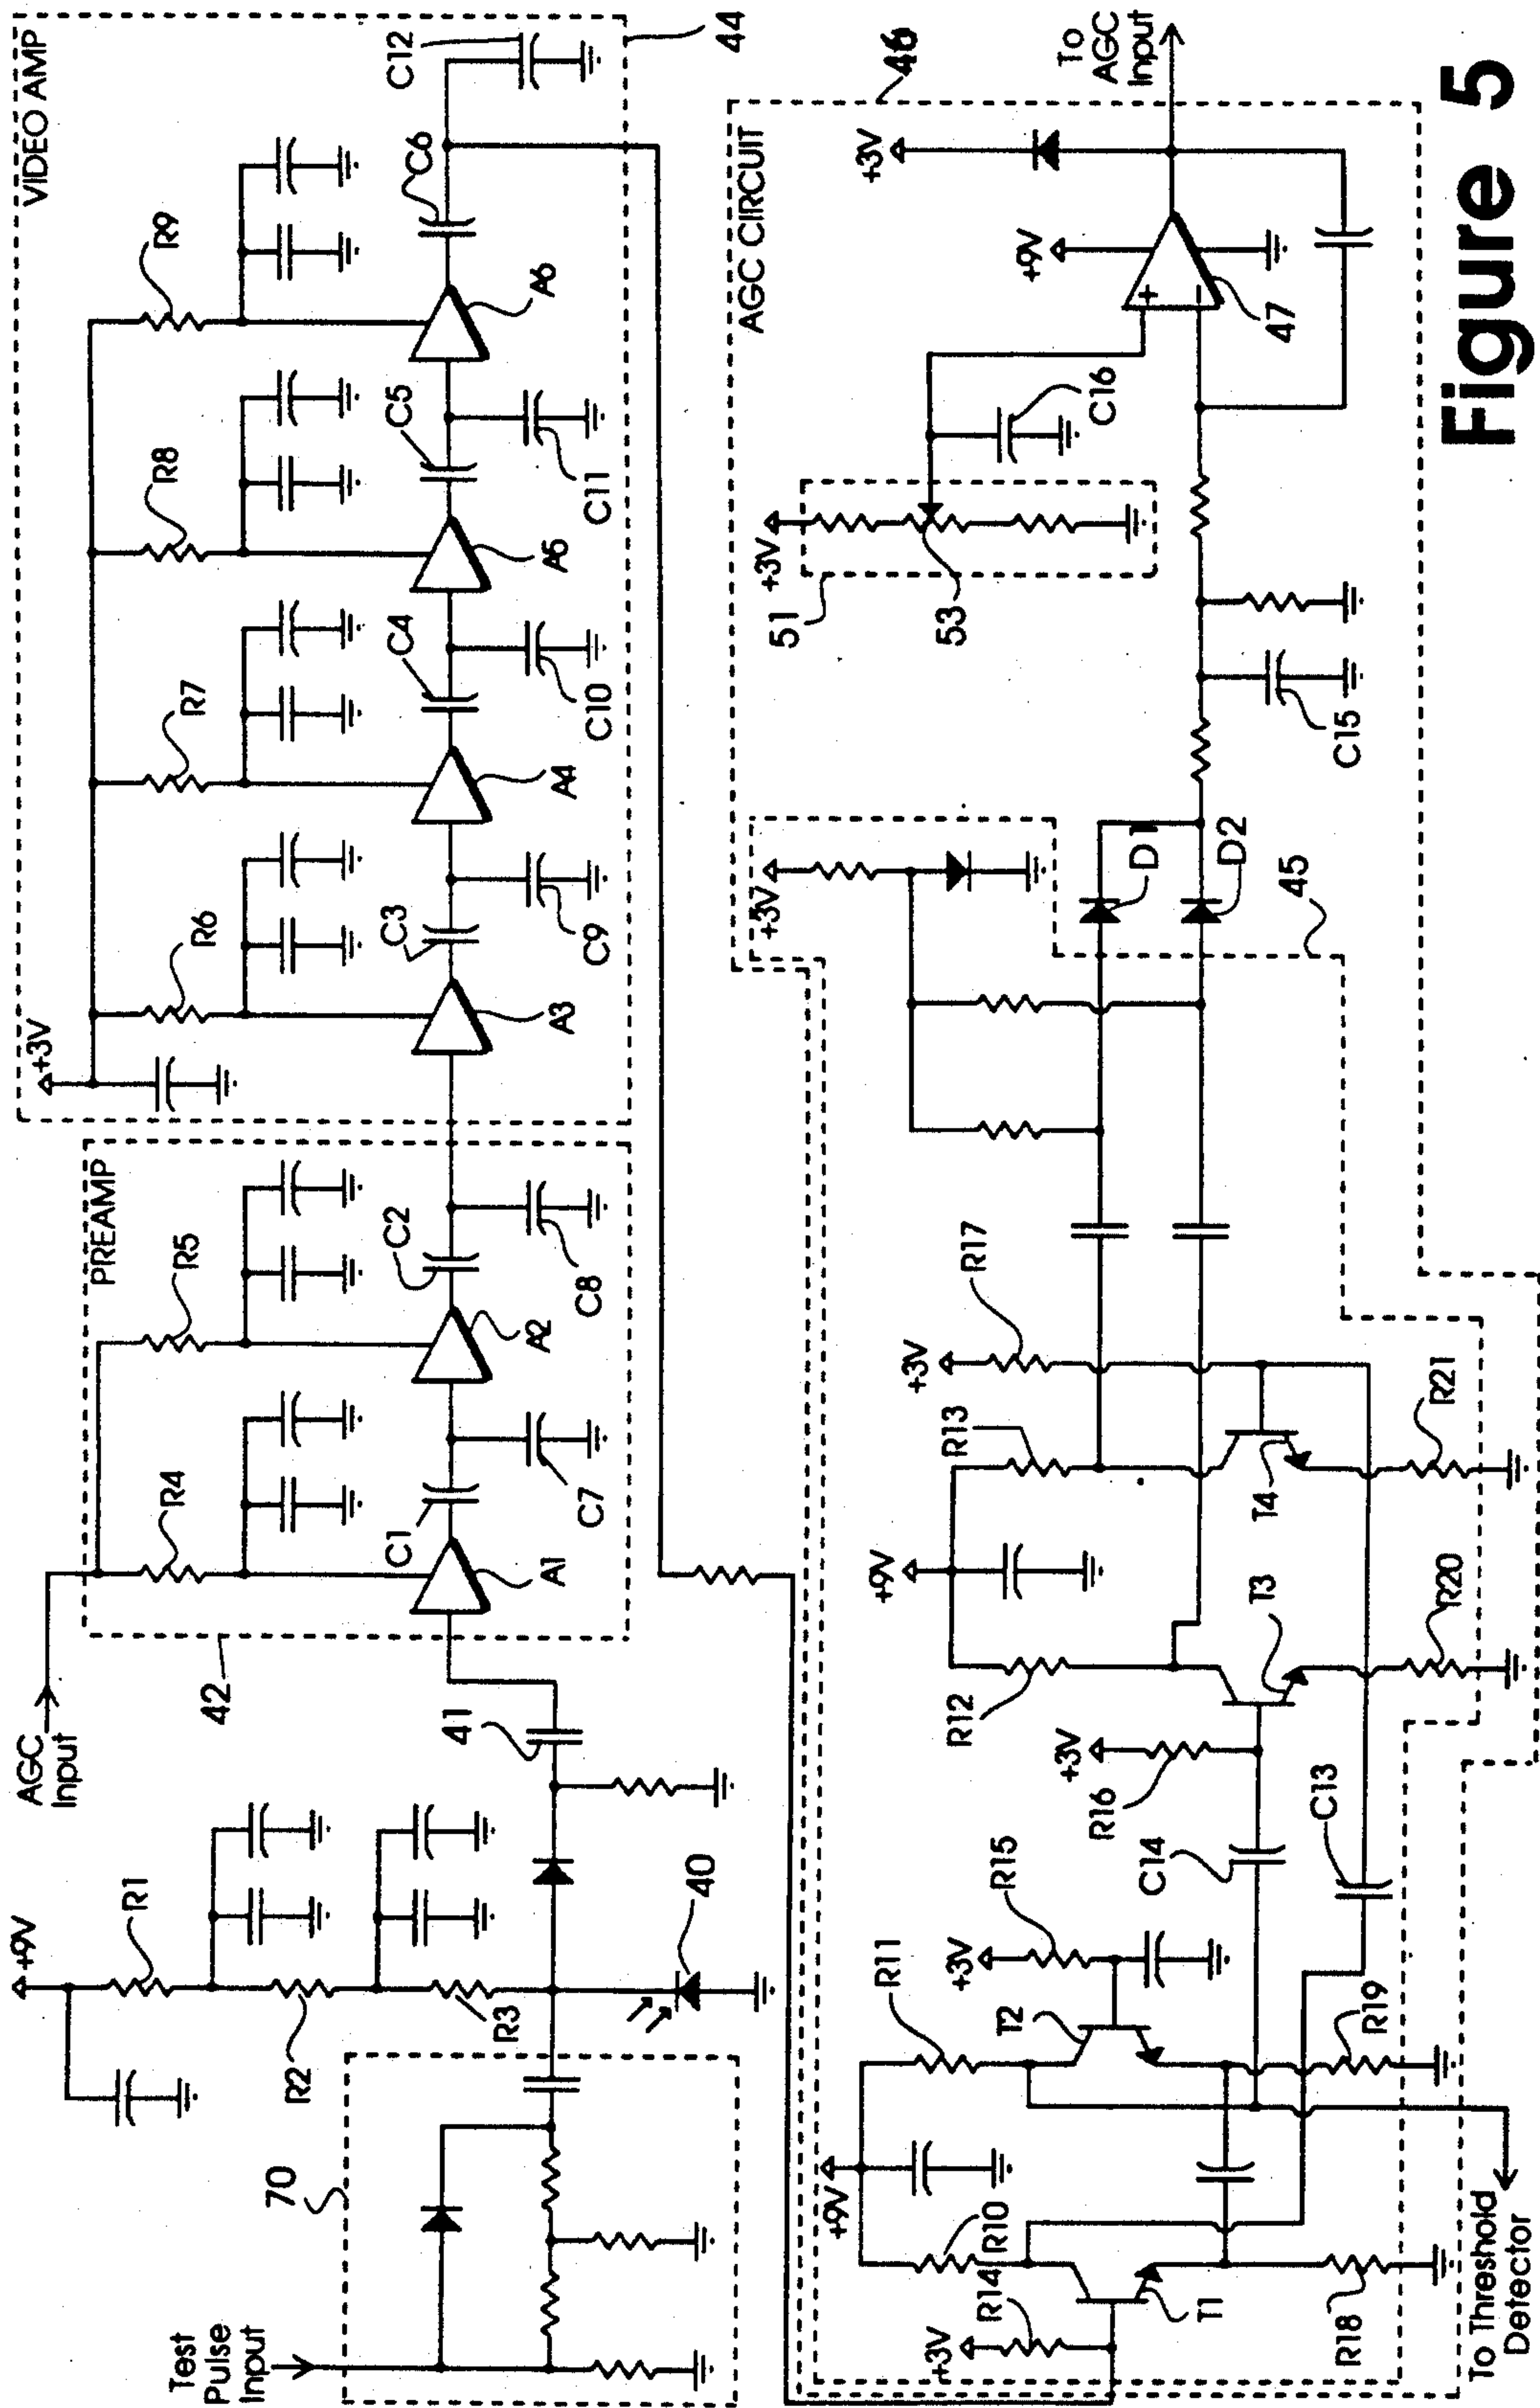 Test
Pulse
Input
70
+9V
R1
R2
R3
40
AGC
Input
42
41
PREAMP
R4
R5
C1
C2
A1
A2
C7
C8
VIDEO AMP
+3V
R6
R7
R8
R9
C3
C4
C5
C6
C12
A3
A4
A5
A6
C9
C10
C11
44
+9V
R10
R11
+3V
R14
T1
R18
T2
+3V
R15
R19
C14
C13
To Threshold
Detector
+9V
R12
R13
+3V
R16
T3
R20
+3V
R17
T4
R21
AGC CIRCUIT
46
+3V
D1
D2
45
51
+3V
53
C15
C16
+9V
+
−
47
+3V
To
AGC
Input
Figure 5